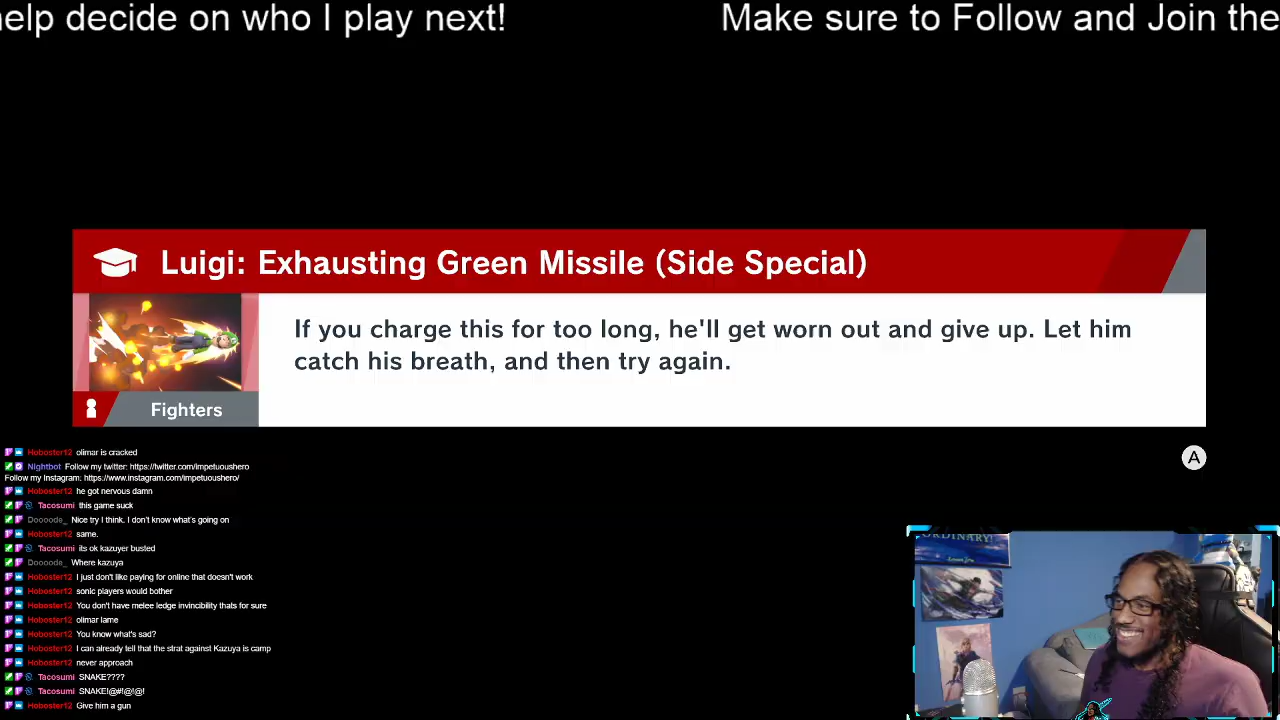 help decide on who I play next! Make sure to Follow and Join the
Luigi: Exhausting Green Missile (Side Special)
If you charge this for too long, he'll get worn out and give up. Let him
catch his breath, and then try again.
Fighters
A
Hoboster12 olimar is cracked
Nightbot Follow my twitter: https://twitter.com/impetuoushero
Follow my Instagram: https://www.instagram.com/impetuoushero/
Hoboster12 he got nervous damn
Tacosumi this game suck
Doooode_ Nice try I think. I don't know what's going on
Hoboster12 same.
Tacosumi its ok kazuyer busted
Doooode_ Where kazuya
Hoboster12 I just don't like paying for online that doesn't work
Hoboster12 sonic players would bother
Hoboster12 You don't have melee ledge invincibility thats for sure
Hoboster12 olimar lame
Hoboster12 You know what's sad?
Hoboster12 I can already tell that the strat against Kazuya is camp
Hoboster12 never approach
Tacosumi SNAKE????
Tacosumi SNAKE!@#!@!@!
Hoboster12 Give him a gun
ORDINARY!